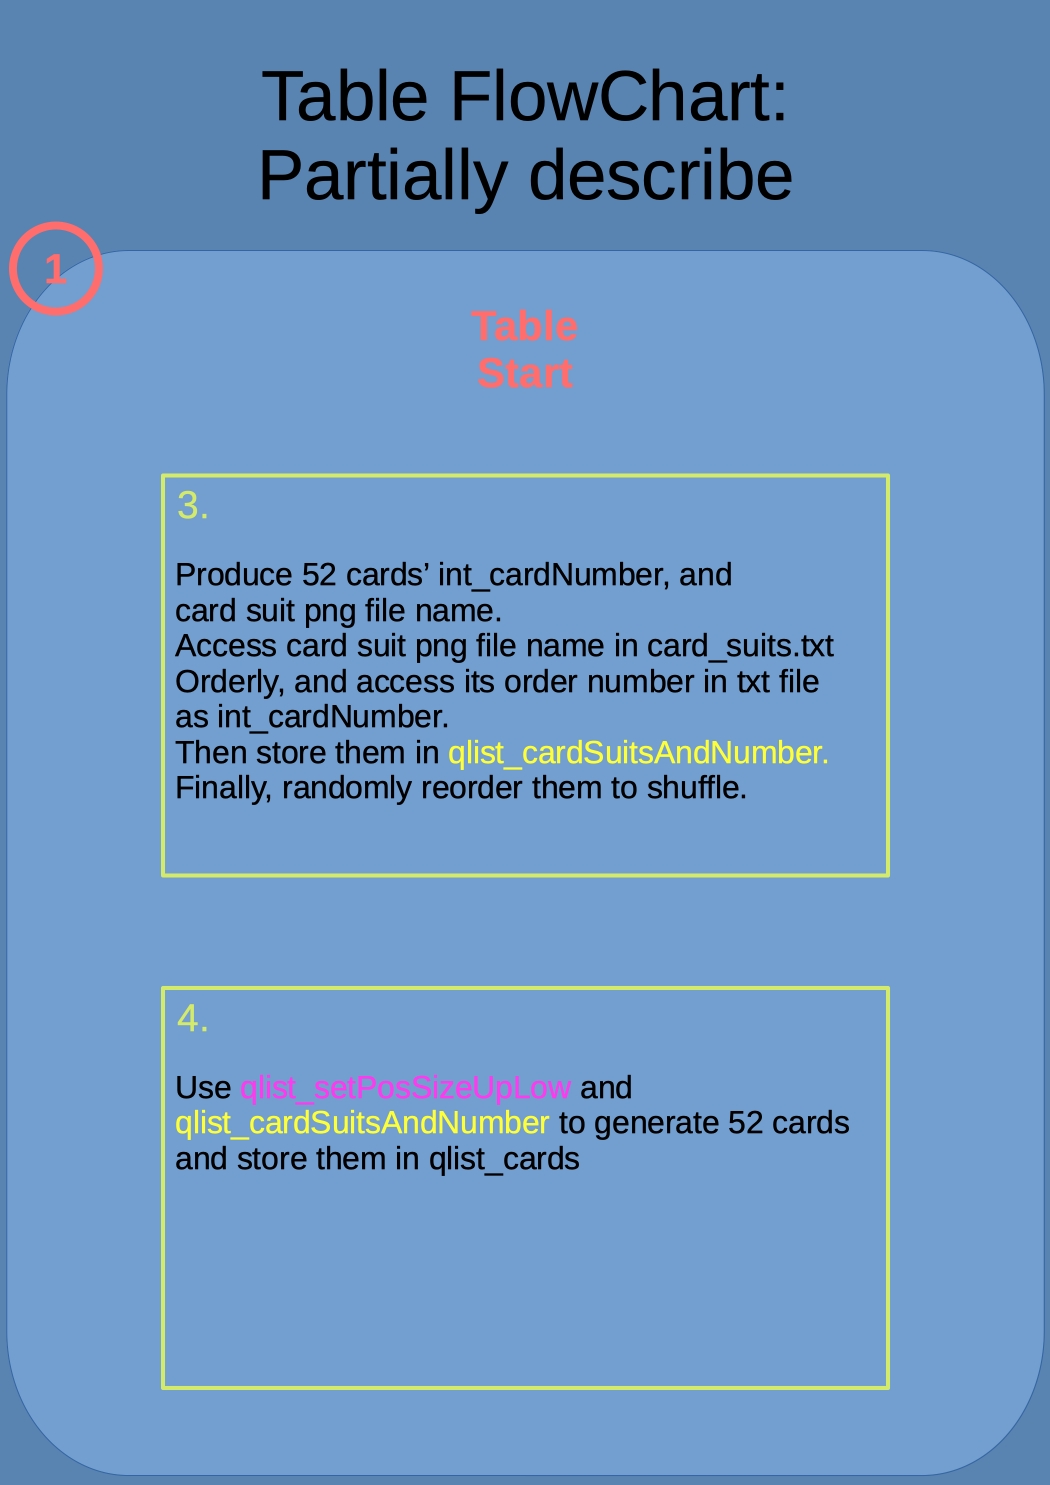 Table FlowChart:
Partially describe
1
Table
Start
3.
Produce 52 cards’ int_cardNumber, and
card suit png file name.
Access card suit png file name in card_suits.txt
Orderly, and access its order number in txt file
as int_cardNumber.
Then store them in qlist_cardSuitsAndNumber.
Finally, randomly reorder them to shuffle.
4.
Use qlist_setPosSizeUpLow and
qlist_cardSuitsAndNumber to generate 52 cards
and store them in qlist_cards